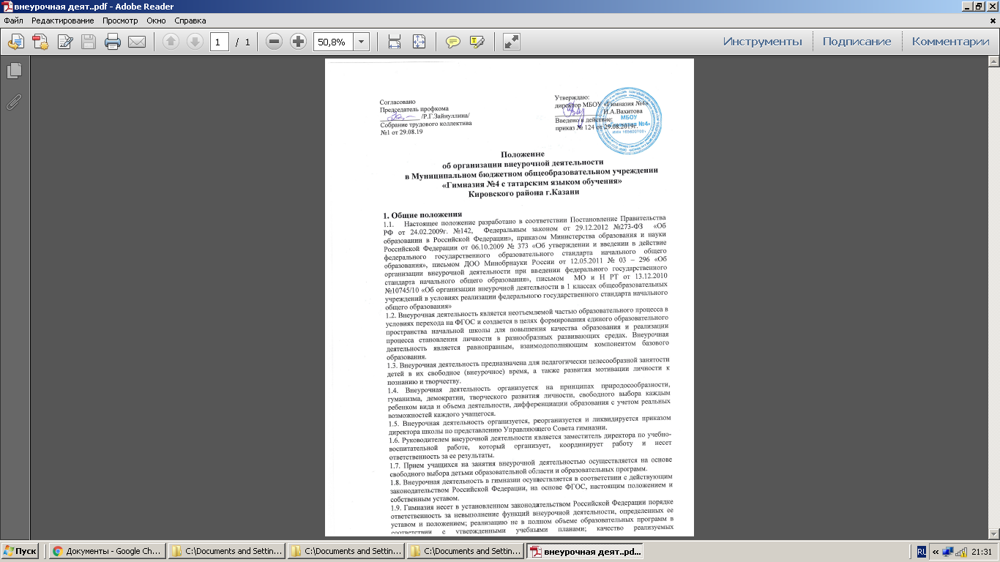 внеурочная деят..pdf - Adobe Reader
Файл Редактирование Просмотр Окно Справка
1 / 1 50,8% Инструменты Подписание Комментарии
Согласовано
Председатель профкома
/Р.Г.Зайнуллина/
Собрание трудового коллектива
№1 от 29.08.19
Утверждаю:
директор МБОУ «Гимназия №4»
И.А.Вахитова
Введено в действие:
приказ № 124 от 29.08.2019г.
МБОУ
Положение
об организации внеурочной деятельности
в Муниципальном бюджетном общеобразовательном учреждении
«Гимназия №4 с татарским языком обучения»
Кировского района г.Казани
1. Общие положения
1.1. Настоящее положение разработано в соответствии Постановление Правительства
РФ от 24.02.2009г. №142, Федеральным законом от 29.12.2012 №273-ФЗ «Об
образовании в Российской Федерации», приказом Министерства образования и науки
Российской Федерации от 06.10.2009 № 373 «Об утверждении и введении в действие
федерального государственного образовательного стандарта начального общего
образования», письмом ДОО Минобрнауки России от 12.05.2011 № 03 – 296 «Об
организации внеурочной деятельности при введении федерального государственного
стандарта начального общего образования», письмом МО и Н РТ от 13.12.2010
№10745/10 «Об организации внеурочной деятельности в 1 классах общеобразовательных
учреждений в условиях реализации федерального государственного стандарта начального
общего образования»
1.2. Внеурочная деятельность является неотъемлемой частью образовательного процесса в
условиях перехода на ФГОС и создается в целях формирования единого образовательного
пространства начальной школы для повышения качества образования и реализации
процесса становления личности в разнообразных развивающих средах. Внеурочная
деятельность является равноправным, взаимодополняющим компонентом базового
образования.
1.3. Внеурочная деятельность предназначена для педагогически целесообразной занятости
детей в их свободное (внеурочное) время, а также развития мотивации личности к
познанию и творчеству.
1.4. Внеурочная деятельность организуется на принципах природосообразности,
гуманизма, демократии, творческого развития личности, свободного выбора каждым
ребенком вида и объема деятельности, дифференциации образования с учетом реальных
возможностей каждого учащегося.
1.5. Внеурочная деятельность организуется, реорганизуется и ликвидируется приказом
директора школы по представлению Управляющего Совета гимназии.
1.6. Руководителем внеурочной деятельности является заместитель директора по учебно-
воспитательной работе, который организует, координирует работу и несет
ответственность за ее результаты.
1.7. Прием учащихся на занятия внеурочной деятельностью осуществляется на основе
свободного выбора детьми образовательной области и образовательных программ.
1.8. Внеурочная деятельность в гимназии осуществляется в соответствии с действующим
законодательством Российской Федерации, на основе ФГОС, настоящим положением и
собственным уставом.
1.9. Гимназия несет в установленном законодательством Российской Федерации порядке
ответственность за невыполнение функций внеурочной деятельности, определенных ее
уставом и положением; реализацию не в полном объеме образовательных программ в
соответствии с утвержденными учебными планами; качество реализуемых
Пуск Документы - Google Ch... C:\Documents and Settin... C:\Documents and Settin... C:\Documents and Settin... внеурочная деят..pd... RL « 21:31